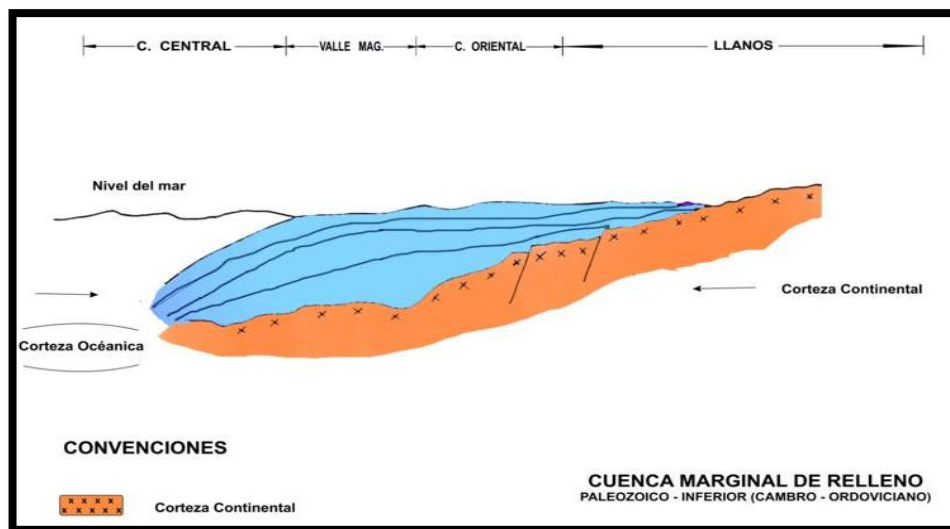 C. CENTRAL VALLE MAG. C. ORIENTAL LLANOS
Nivel del mar
Corteza Continental
Corteza Océanica
CONVENCIONES
Corteza Continental
CUENCA MARGINAL DE RELLENO
PALEOZOICO - INFERIOR (CAMBRO - ORDOVICIANO)